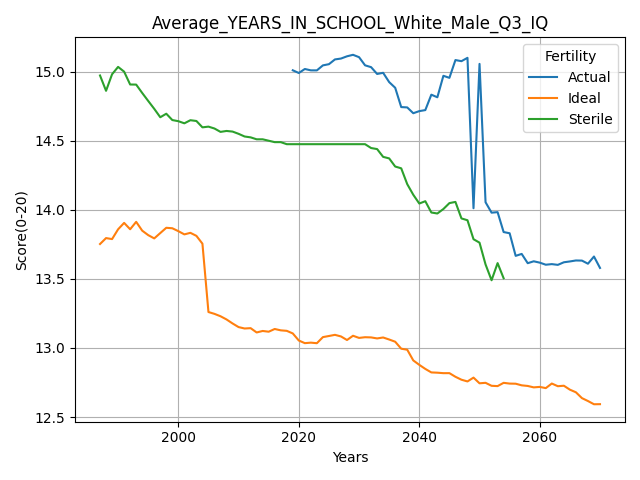 Average_YEARS_IN_SCHOOL_White_Male_Q3_IQ
Fertility
Actual
Ideal
Sterile
Score(0-20)
15.0
14.5
14.0
13.5
13.0
12.5
2000
2020
2040
2060
Years